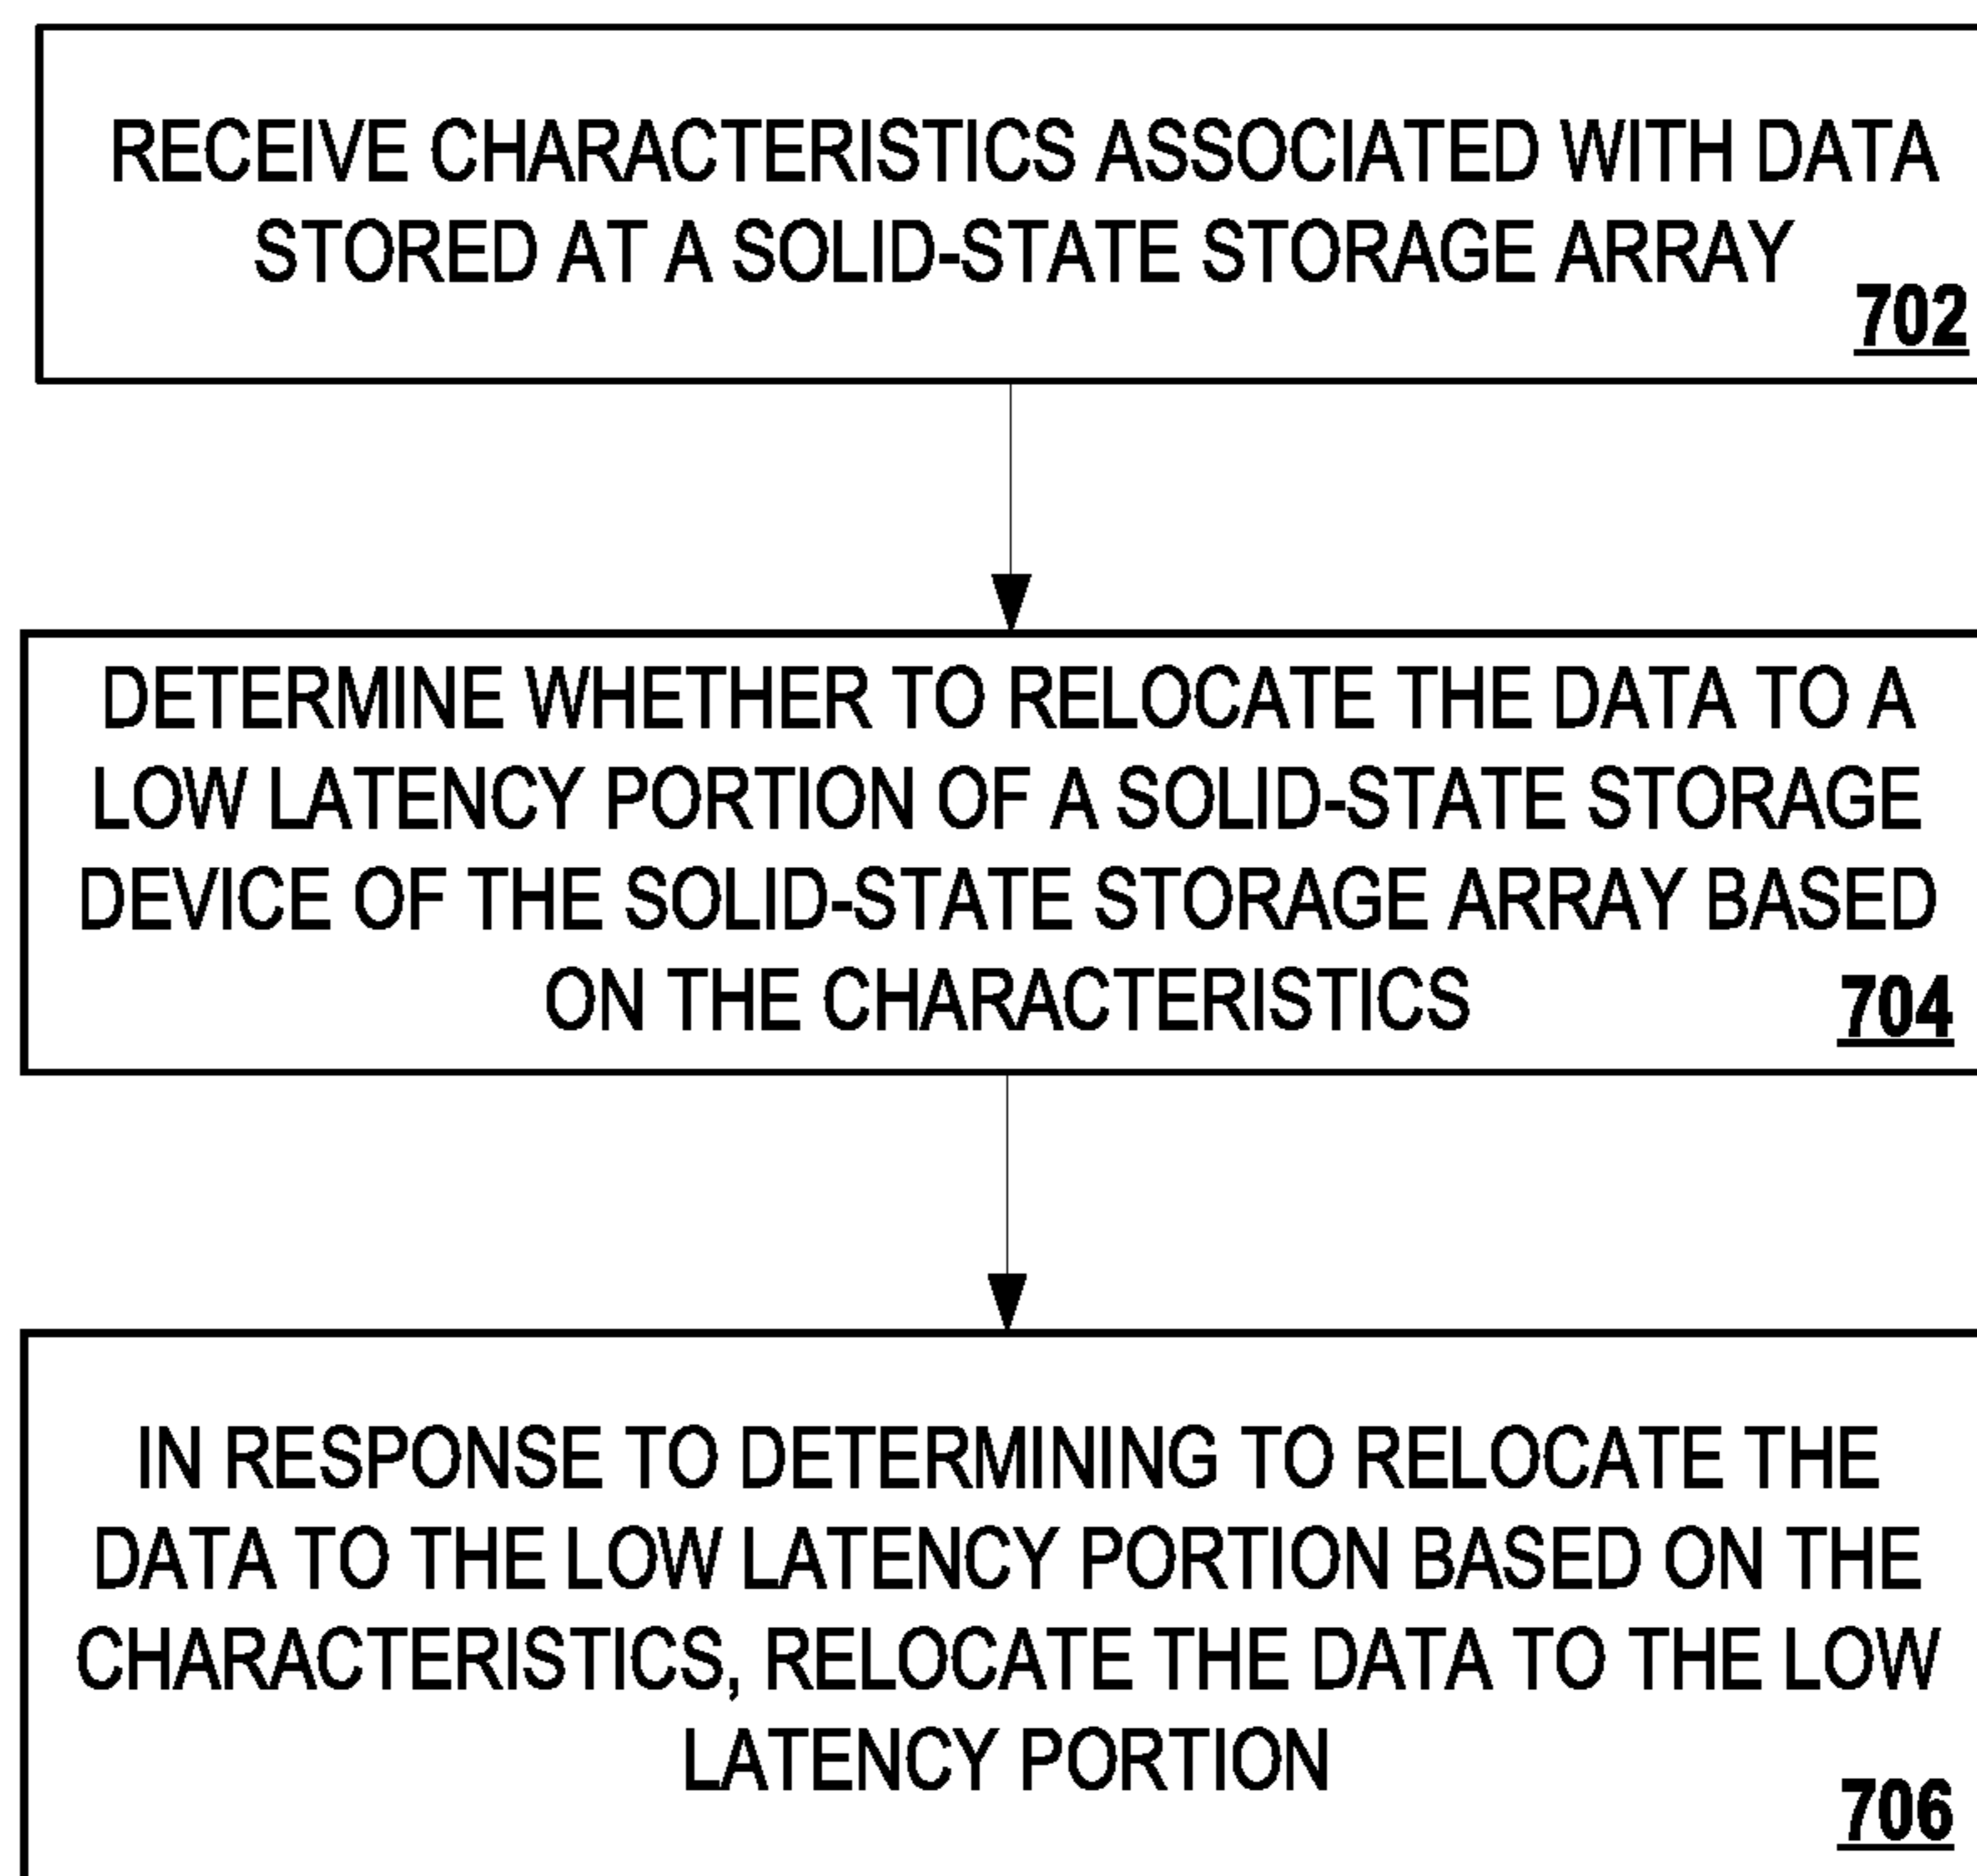 RECEIVE CHARACTERISTICS ASSOCIATED WITH DATA
STORED AT A SOLID-STATE STORAGE ARRAY
702
DETERMINE WHETHER TO RELOCATE THE DATA TO A
LOW LATENCY PORTION OF A SOLID-STATE STORAGE
DEVICE OF THE SOLID-STATE STORAGE ARRAY BASED
ON THE CHARACTERISTICS
704
IN RESPONSE TO DETERMINING TO RELOCATE THE
DATA TO THE LOW LATENCY PORTION BASED ON THE
CHARACTERISTICS, RELOCATE THE DATA TO THE LOW
LATENCY PORTION
706